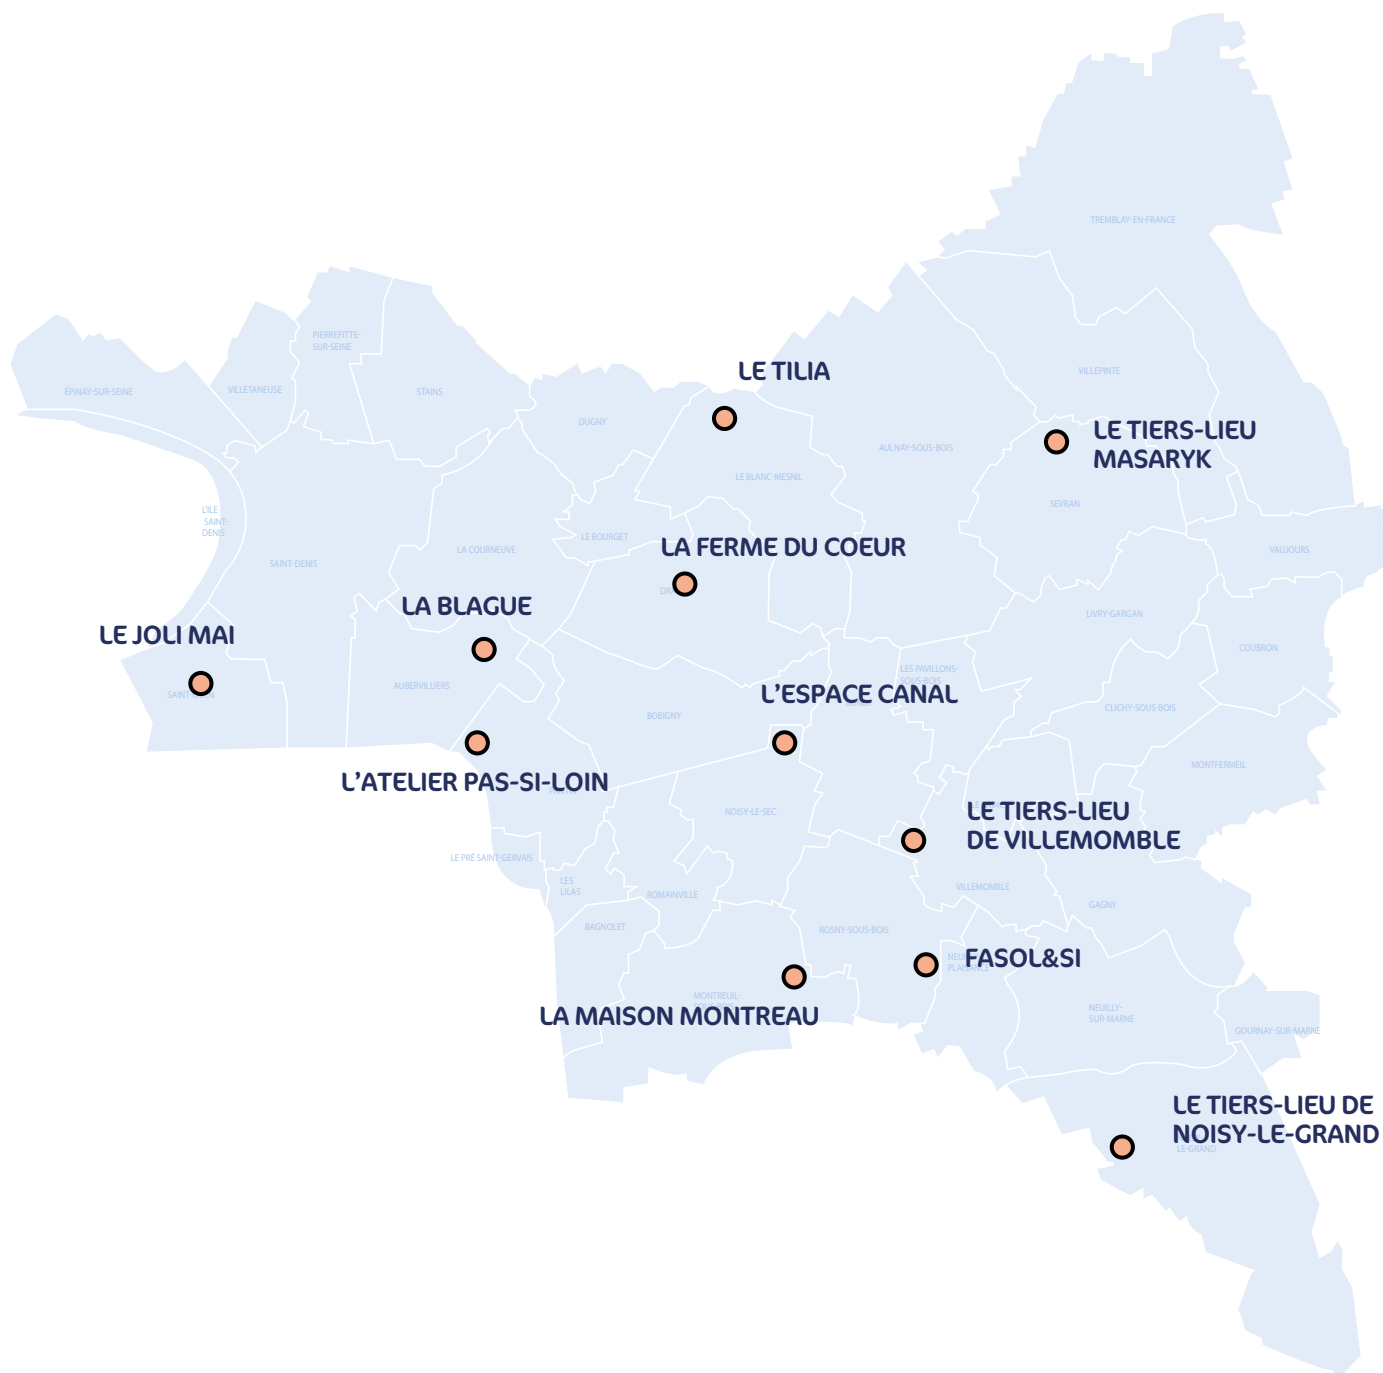 TREMBLAY-EN-FRANCE
PIERREFITTE-
SUR-SEINE
ÉPINAY-SUR-SEINE
VILLETANEUSE
STAINS
LE TILIA
VILLEPINTE
DUGNY
AULNAY-SOUS-BOIS
LE TIERS-LIEU
MASARYK
LE BLANC-MESNIL
SEVRAN
L'ILE
SAINT-
DENIS
LE BOURGET
LA FERME DU COEUR
LA COURNEUVE
VAUJOURS
SAINT-DENIS
LA BLAGUE
LIVRY-GARGAN
LE JOLI MAI
COUBRON
AUBERVILLIERS
LES PAVILLONS-
SOUS-BOIS
L’ESPACE CANAL
CLICHY-SOUS-BOIS
BOBIGNY
MONTFERMEIL
L’ATELIER PAS-SI-LOIN
NOISY-LE-SEC
LE TIERS-LIEU
DE VILLEMOMBLE
LE PRÉ SAINT-GERVAIS
LES
LILAS
ROMAINVILLE
VILLEMOMBLE
GAGNY
BAGNOLET
ROSNY-SOUS-BOIS
FASOL&SI
PLAISANCE
MONTREUIL-
LA MAISON MONTREAU
NEUILLY-
SUR-MARNE
GOURNAY-SUR-MARNE
LE TIERS-LIEU DE
NOISY-LE-GRAND
LE-GRAND